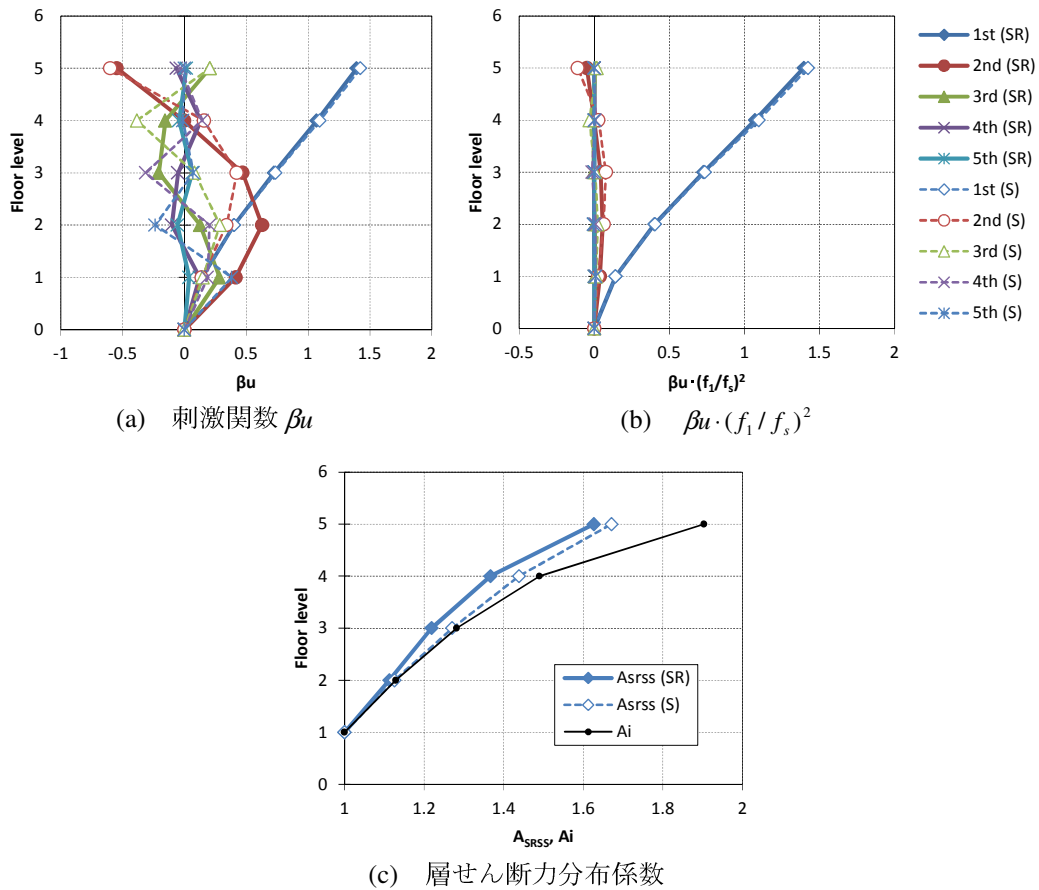 6
5
4
3
2
1
0
Floor level
-1 -0.5 0 0.5 1 1.5 2
βu
(a) 刺激関数 βu
6
5
4
3
2
1
0
Floor level
-0.5 0 0.5 1 1.5 2
βu·(f₁/fₛ)²
(b) βu·(f₁/fₛ)²
1st (SR)
2nd (SR)
3rd (SR)
4th (SR)
5th (SR)
1st (S)
2nd (S)
3rd (S)
4th (S)
5th (S)
6
5
4
3
2
1
0
Floor level
Asrss (SR)
Asrss (S)
Ai
1 1.2 1.4 1.6 1.8 2
A_SRSS, Ai
(c) 層せん断力分布係数